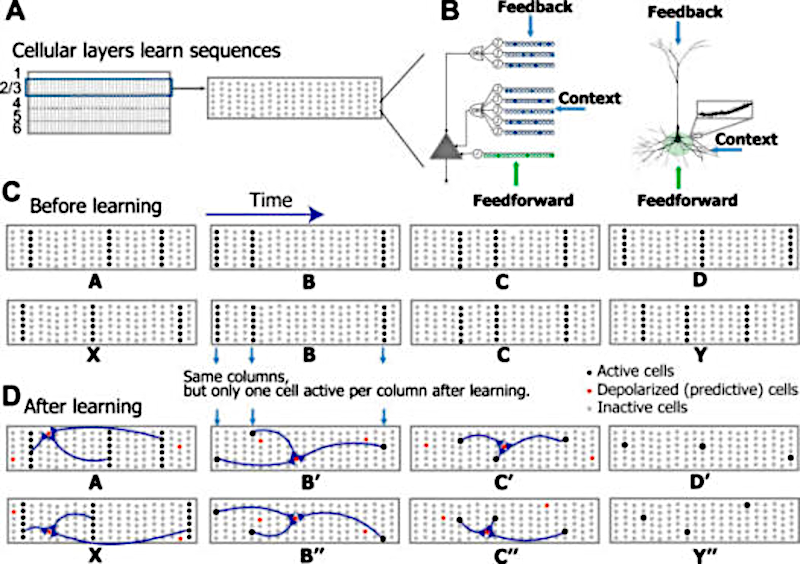 A
Cellular layers learn sequences
1
2/3
4
5
6
B
Feedback
Context
Feedforward
Feedback
Context
Feedforward
C
Before learning
Time
A
B
C
D
X
B
C
Y
Same columns,
but only one cell active per column after learning.
Active cells
Depolarized (predictive) cells
Inactive cells
D
After learning
A
B′
C′
D′
X
B′′
C′′
Y′′